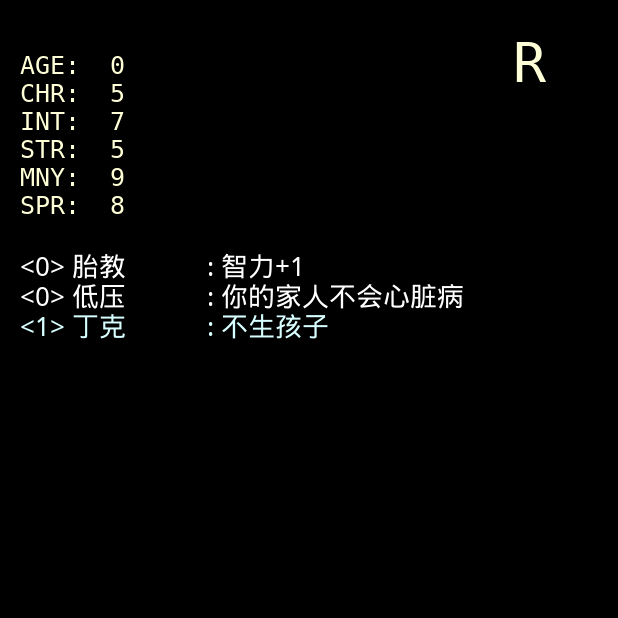 R
AGE: 0
CHR: 5
INT: 7
STR: 5
MNY: 9
SPR: 8
<0> 胎教 : 智力+1
<0> 低压 : 你的家人不会心脏病
<1> 丁克 : 不生孩子